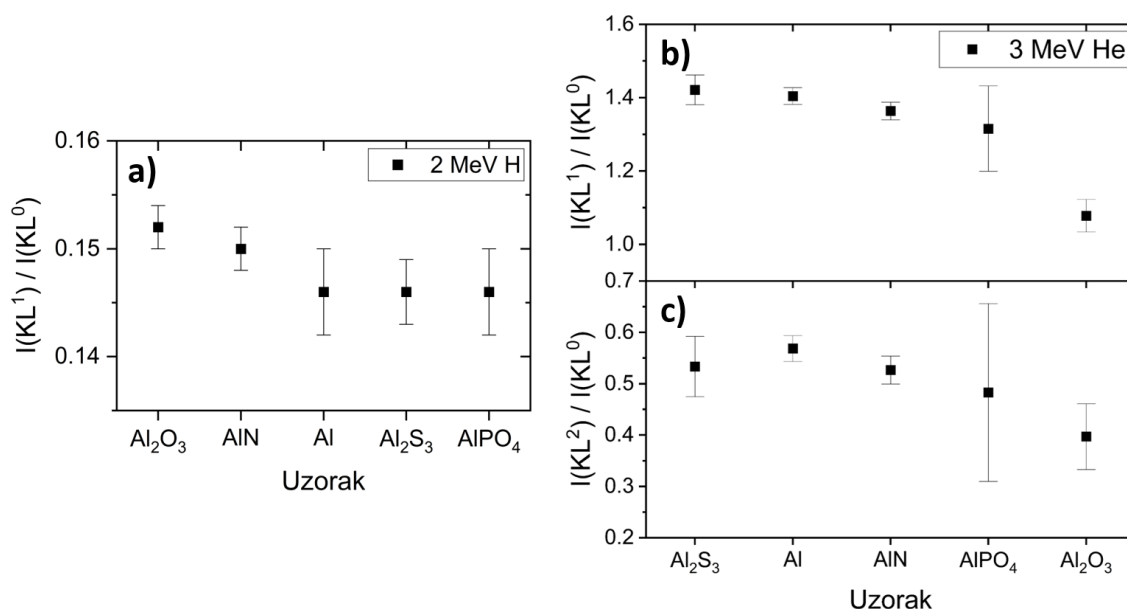 a)
2 MeV H
I(KL¹) / I(KL⁰)
0.16
0.15
0.14
Al₂O₃ AlN Al Al₂S₃ AlPO₄
Uzorak
b)
3 MeV He
I(KL¹) / I(KL⁰)
1.6
1.4
1.2
1.0
0.7
c)
I(KL²) / I(KL⁰)
0.6
0.5
0.4
0.3
0.2
Al₂S₃ Al AlN AlPO₄ Al₂O₃
Uzorak